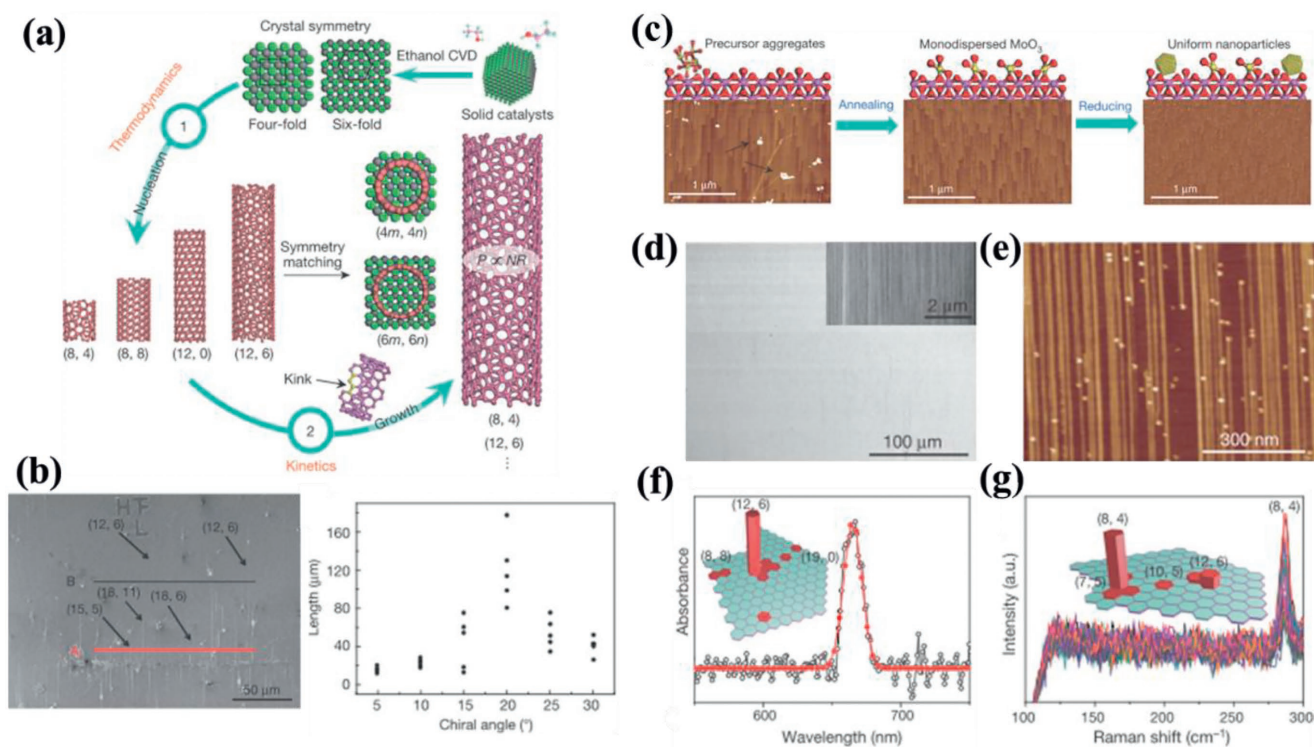 (a)
Crystal symmetry
Ethanol CVD
Four-fold
Six-fold
Solid catalysts
Thermodynamics
1
Nucleation
(4m, 4n)
Symmetry
matching
P ∝ NR
(6m, 6n)
(8, 4)
(8, 8)
(12, 0)
(12, 6)
Kink
Growth
2
Kinetics
(8, 4)
(12, 6)
⋮
(b)
H F
L
(12, 6)
(12, 6)
B
(18, 11)
(15, 5)
(18, 6)
50 μm
Length (μm)
160
120
80
40
0
5
10
15
20
25
30
Chiral angle (°)
(c)
Precursor aggregates
Monodispersed MoO3
Uniform nanoparticles
Annealing
Reducing
1 μm
1 μm
1 μm
(d)
2 μm
100 μm
(e)
300 nm
(f)
(12, 6)
(8, 8)
(19, 0)
Absorbance
600
700
Wavelength (nm)
(g)
(8, 4)
(8, 4)
(12, 6)
(10, 5)
(7, 5)
Intensity (a.u.)
100
150
200
250
300
Raman shift (cm⁻¹)